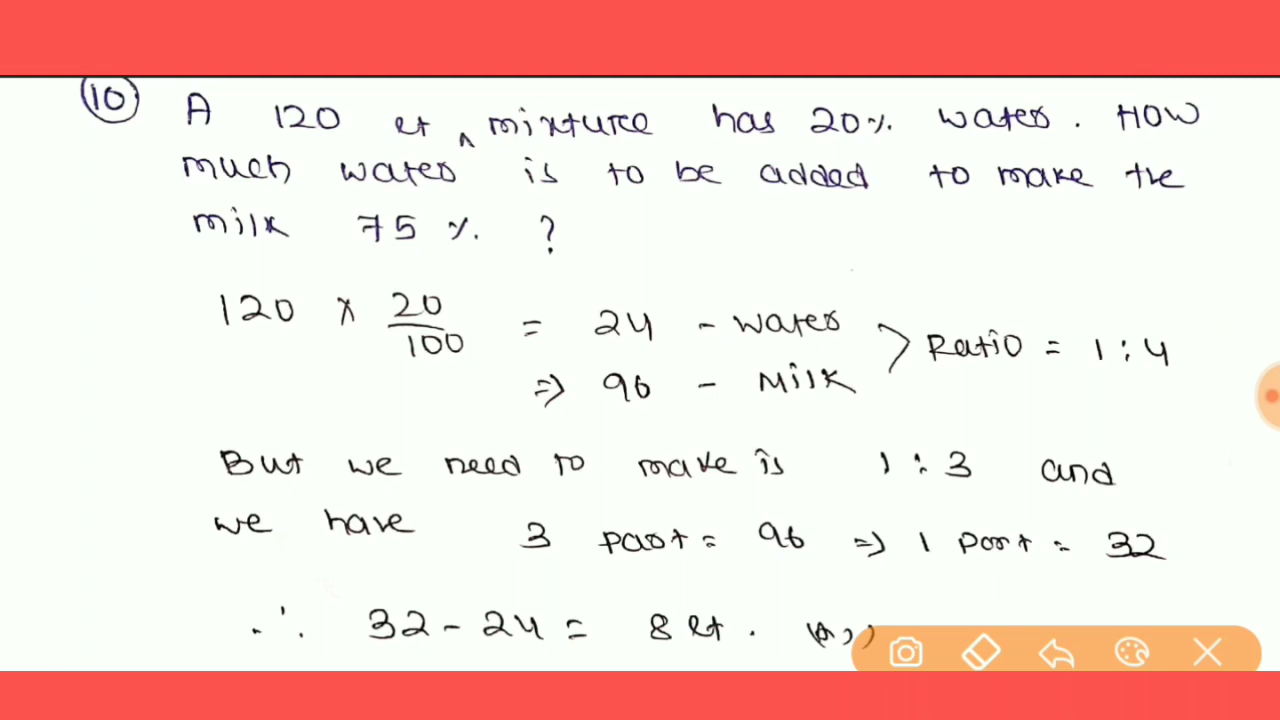 10 A 120 lt ^ mixture has 20%. water. How
much water is to be added to make the
milk 75 %. ?
120 x 20/100 = 24 - water
=> 96 - Milk > Ratio = 1 : 4
But we need to make is 1 : 3 and
we have 3 part = 96 => 1 part = 32
∴ 32 - 24 = 8 lt.